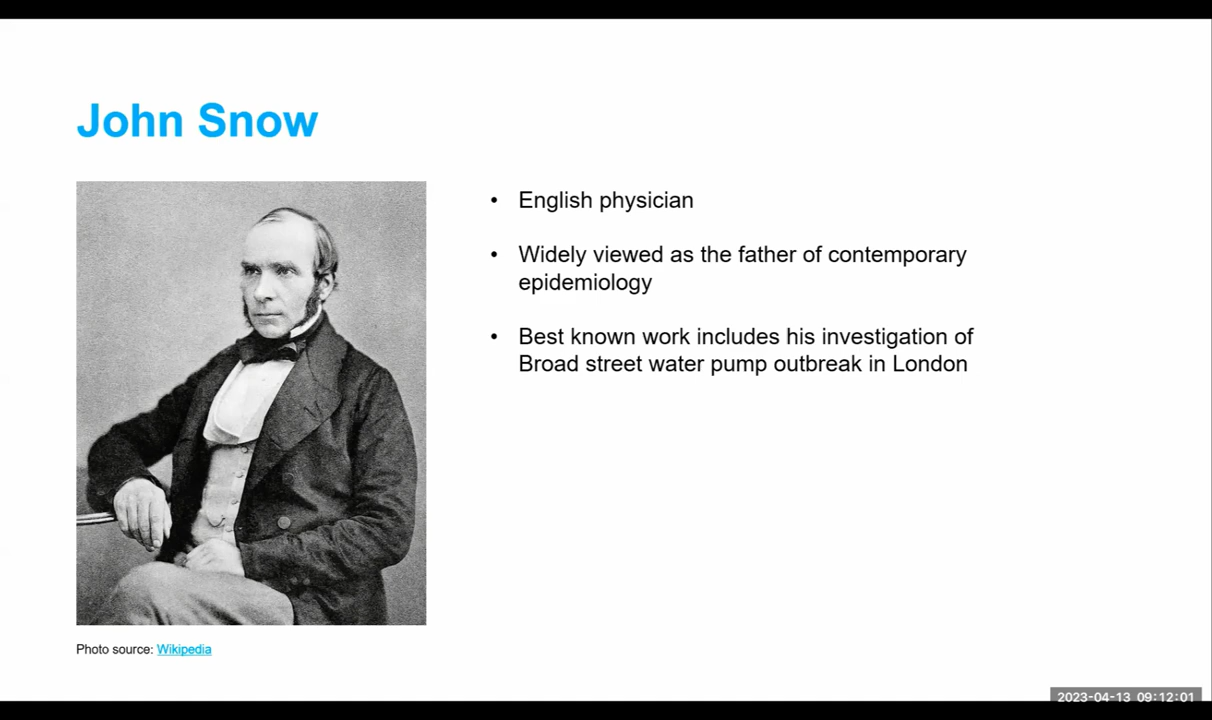 John Snow
• English physician
• Widely viewed as the father of contemporary
epidemiology
• Best known work includes his investigation of
Broad street water pump outbreak in London
Photo source: Wikipedia
2023-04-13 09:12:01